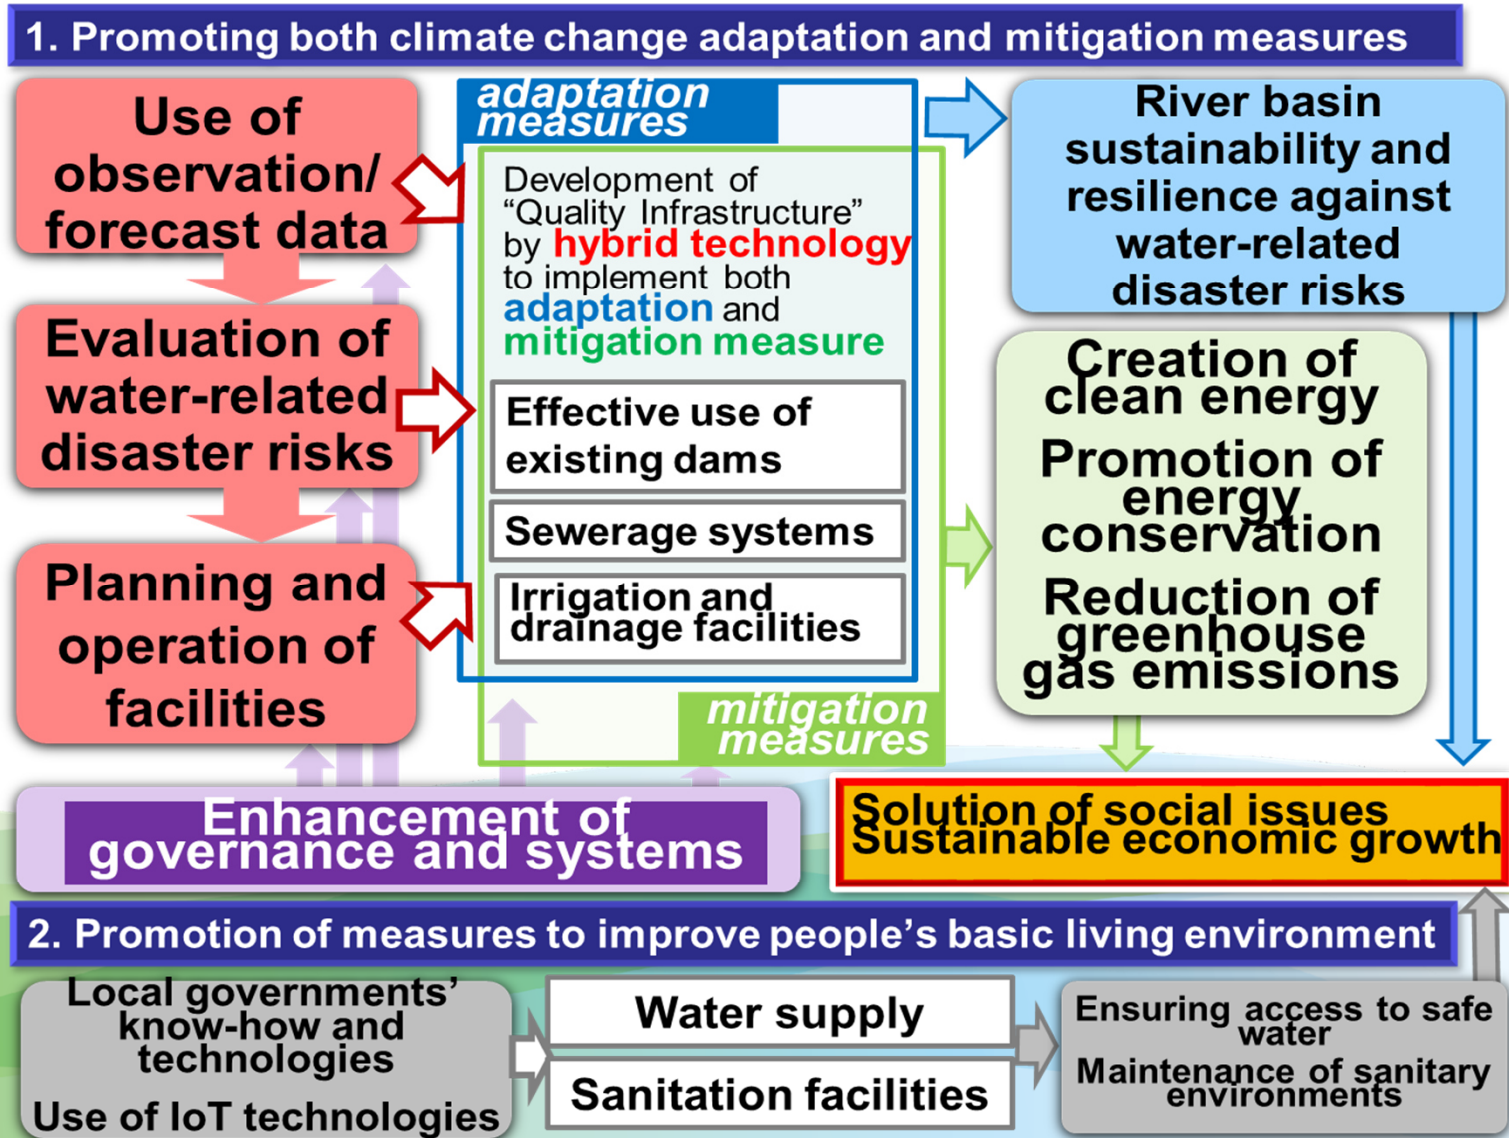 1. Promoting both climate change adaptation and mitigation measures
Use of
observation/
forecast data
Evaluation of
water-related
disaster risks
Planning and
operation of
facilities
adaptation
measures
Development of
“Quality Infrastructure”
by hybrid technology
to implement both
adaptation and
mitigation measure
Effective use of
existing dams
Sewerage systems
Irrigation and
drainage facilities
mitigation
measures
River basin
sustainability and
resilience against
water-related
disaster risks
Creation of
clean energy
Promotion of
energy
conservation
Reduction of
greenhouse
gas emissions
Enhancement of
governance and systems
Solution of social issues
Sustainable economic growth
2. Promotion of measures to improve people’s basic living environment
Local governments’
know-how and
technologies
Use of IoT technologies
Water supply
Sanitation facilities
Ensuring access to safe
water
Maintenance of sanitary
environments